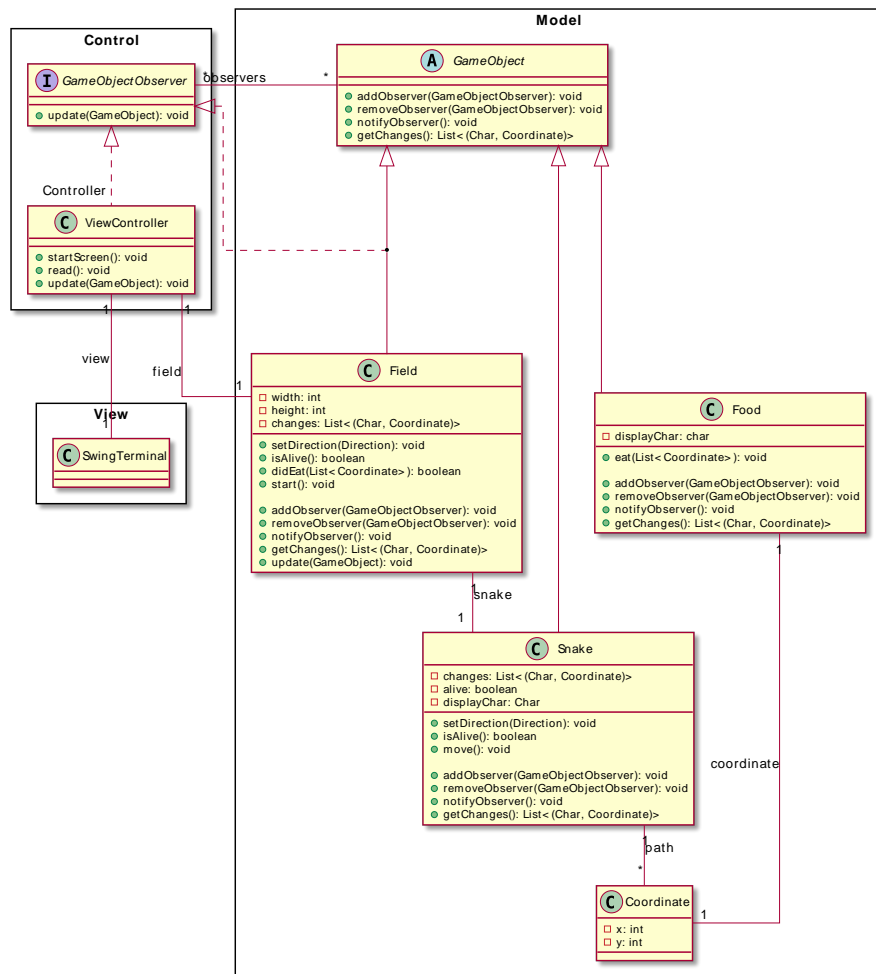 Model
Control
I GameObjectObserver
update(GameObject): void
* observers *
A GameObject
addObserver(GameObjectObserver): void
removeObserver(GameObjectObserver): void
notifyObserver(): void
getChanges(): List<(Char, Coordinate)>
Controller
C ViewController
startScreen(): void
read(): void
update(GameObject): void
1
1
view
field
1
1
View
C SwingTerminal
C Field
width: int
height: int
changes: List<(Char, Coordinate)>
setDirection(Direction): void
isAlive(): boolean
didEat(List<Coordinate>): boolean
start(): void
addObserver(GameObjectObserver): void
removeObserver(GameObjectObserver): void
notifyObserver(): void
getChanges(): List<(Char, Coordinate)>
update(GameObject): void
C Food
displayChar: char
eat(List<Coordinate>): void
addObserver(GameObjectObserver): void
removeObserver(GameObjectObserver): void
notifyObserver(): void
getChanges(): List<(Char, Coordinate)>
1
1
snake
1
C Snake
changes: List<(Char, Coordinate)>
alive: boolean
displayChar: Char
setDirection(Direction): void
isAlive(): boolean
move(): void
addObserver(GameObjectObserver): void
removeObserver(GameObjectObserver): void
notifyObserver(): void
getChanges(): List<(Char, Coordinate)>
coordinate
1
path
*
1
C Coordinate
x: int
y: int